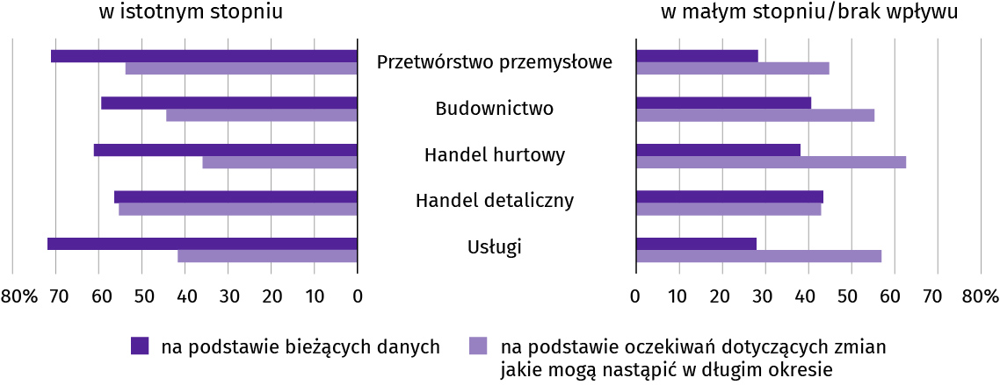 w istotnym stopniu
w małym stopniu/brak wpływu
Przetwórstwo przemysłowe
Budownictwo
Handel hurtowy
Handel detaliczny
Usługi
80% 70 60 50 40 30 20 10 0
0 10 20 30 40 50 60 70 80%
na podstawie bieżących danych
na podstawie oczekiwań dotyczących zmian
jakie mogą nastąpić w długim okresie